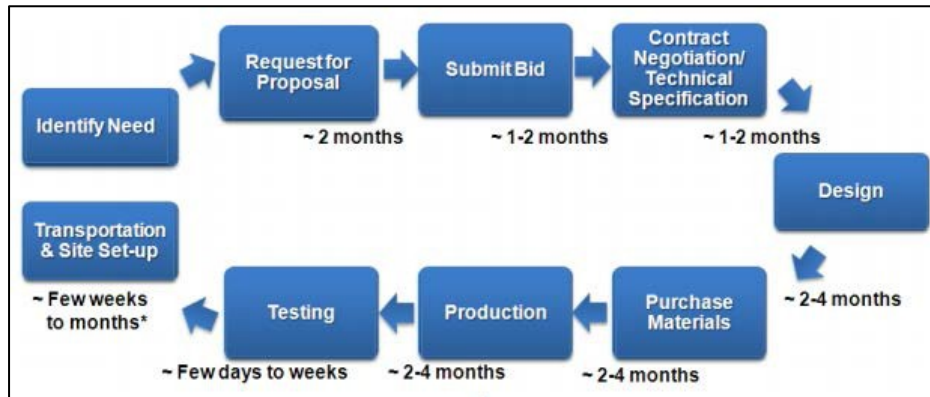 Identify Need
Request for
Proposal
~ 2 months
Submit Bid
~ 1-2 months
Contract
Negotiation/
Technical
Specification
~ 1-2 months
Design
~ 2-4 months
Purchase
Materials
~ 2-4 months
Production
~ 2-4 months
Testing
~ Few days to weeks
Transportation
& Site Set-up
~ Few weeks
to months*